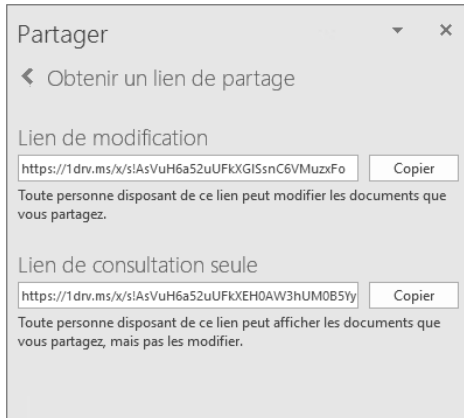 Partager
Obtenir un lien de partage
Lien de modification
https://1drv.ms/x/s!AsVuH6a52uUFkXGISsnC6VMuzxFo Copier
Toute personne disposant de ce lien peut modifier les documents que
vous partagez.
Lien de consultation seule
https://1drv.ms/x/s!AsVuH6a52uUFkXEH0AW3hUM0B5Yy Copier
Toute personne disposant de ce lien peut afficher les documents que
vous partagez, mais pas les modifier.